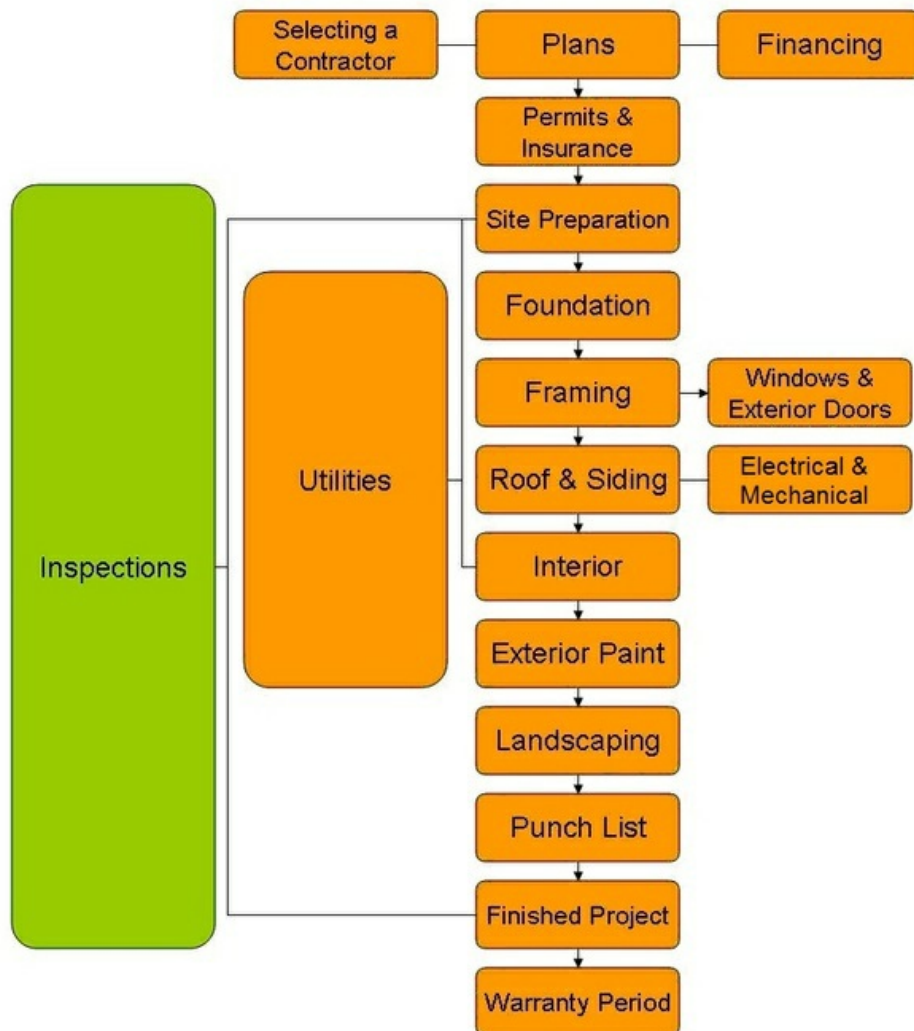 Selecting a
Contractor
Plans
Financing
Permits &
Insurance
Site Preparation
Foundation
Framing
Windows &
Exterior Doors
Utilities
Roof & Siding
Electrical &
Mechanical
Inspections
Interior
Exterior Paint
Landscaping
Punch List
Finished Project
Warranty Period